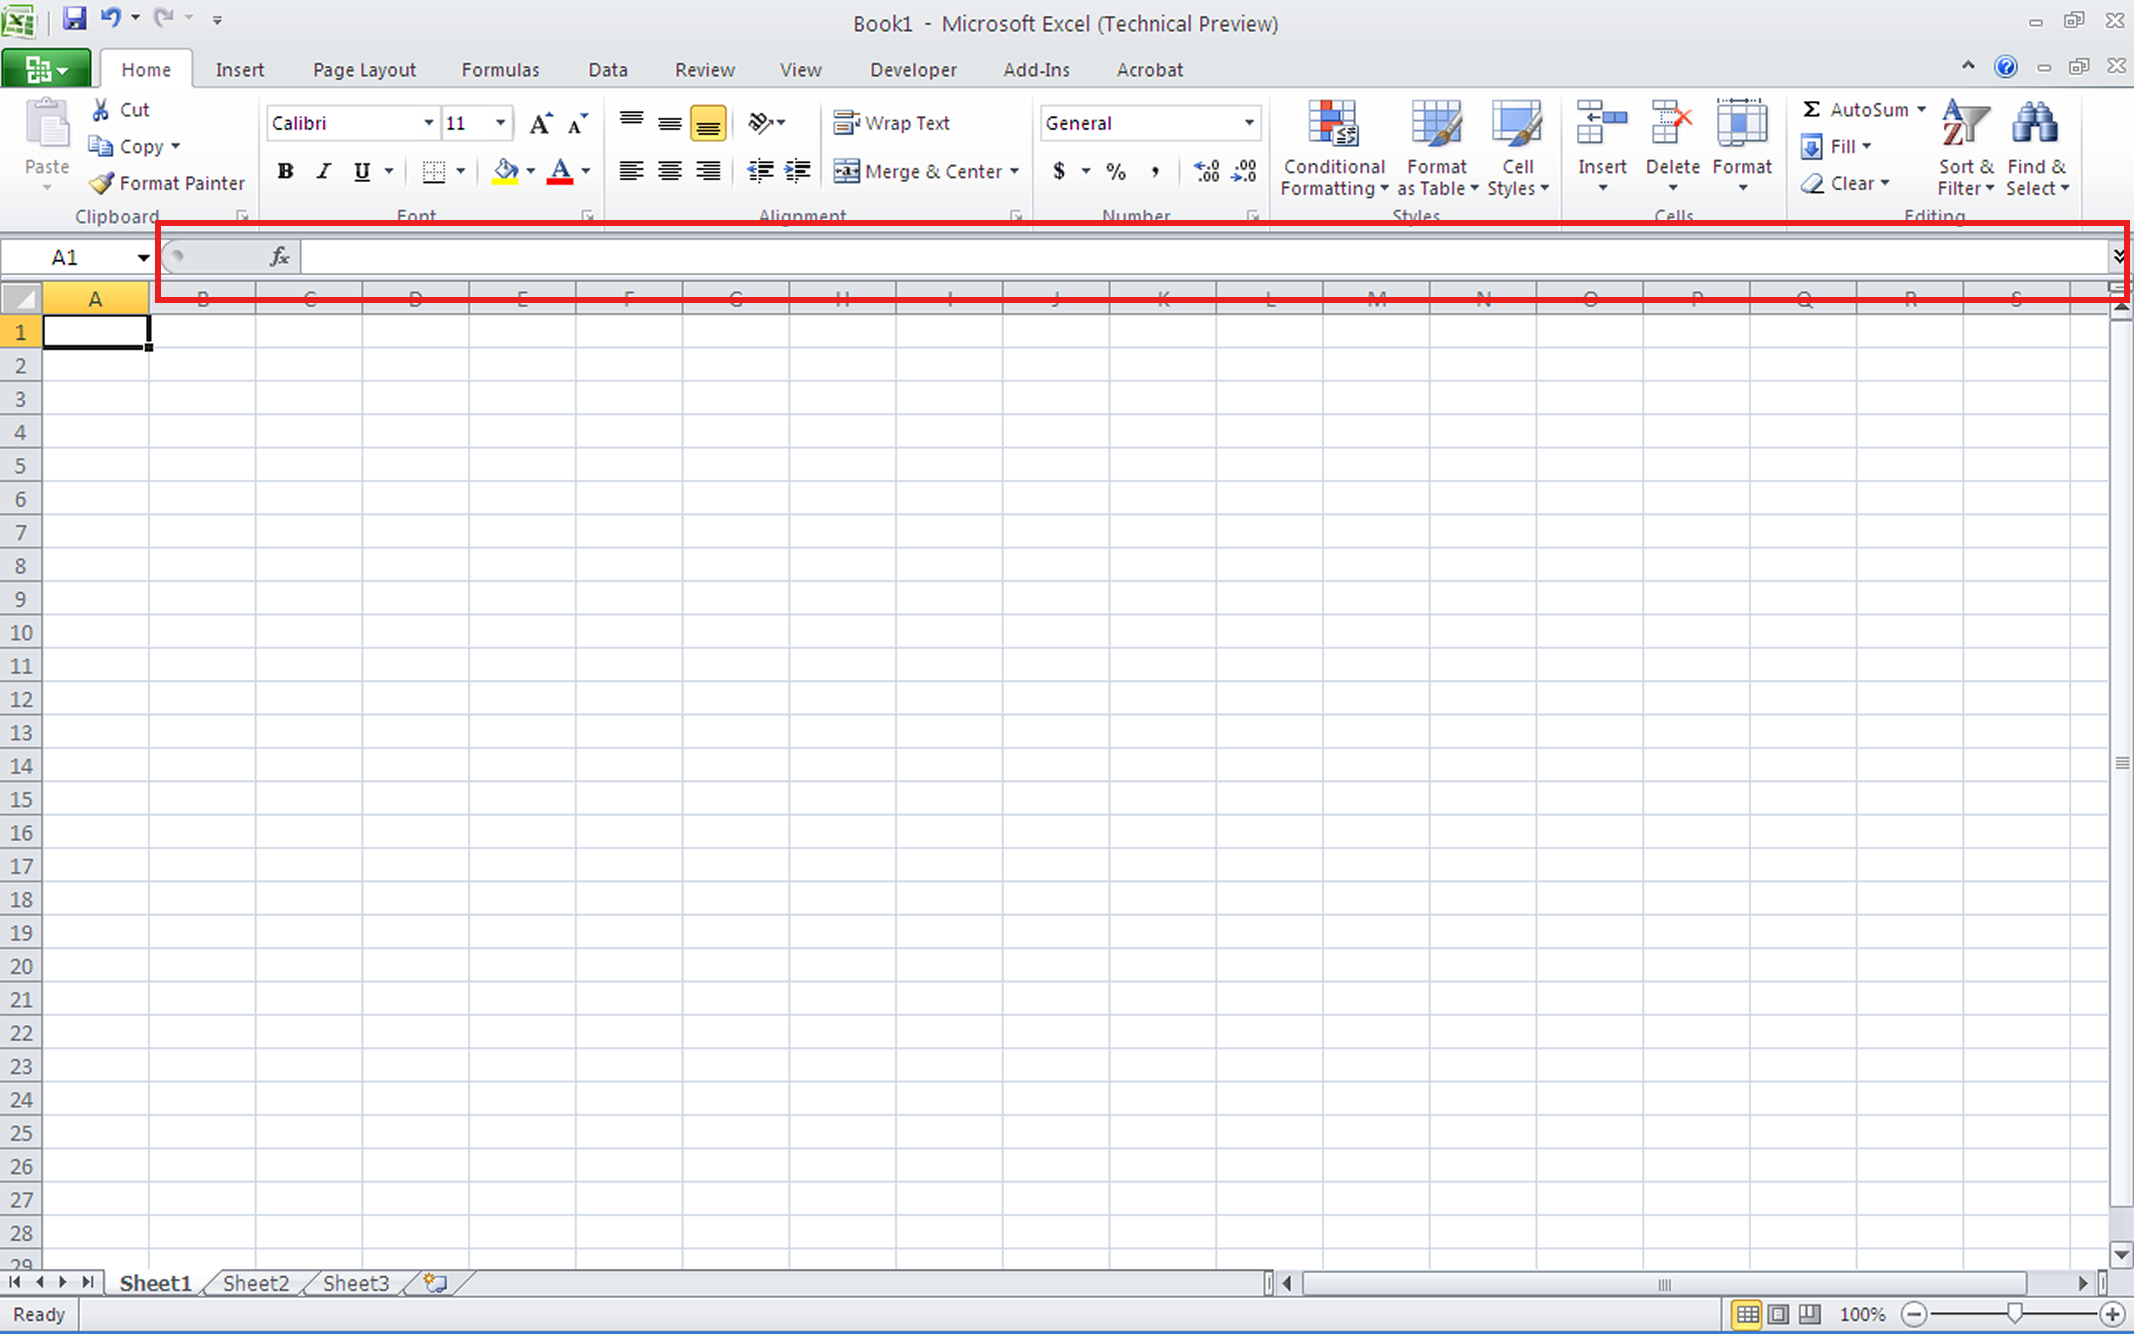 Book1 - Microsoft Excel (Technical Preview)
Home Insert Page Layout Formulas Data Review View Developer Add-Ins Acrobat
Paste
Cut
Copy
Format Painter
Clipboard
Calibri 11
B I U
Font
Wrap Text
Merge & Center
Alignment
General
$ % ,
Number
Conditional Formatting
Format as Table
Cell Styles
Styles
Insert
Delete
Format
Cells
Σ AutoSum
Fill
Clear
Sort & Filter
Find & Select
Editing
A1 fx
A B C D E F G H I J K L M N O P Q R S
1
2
3
4
5
6
7
8
9
10
11
12
13
14
15
16
17
18
19
20
21
22
23
24
25
26
27
28
29
Sheet1 Sheet2 Sheet3
Ready 100%